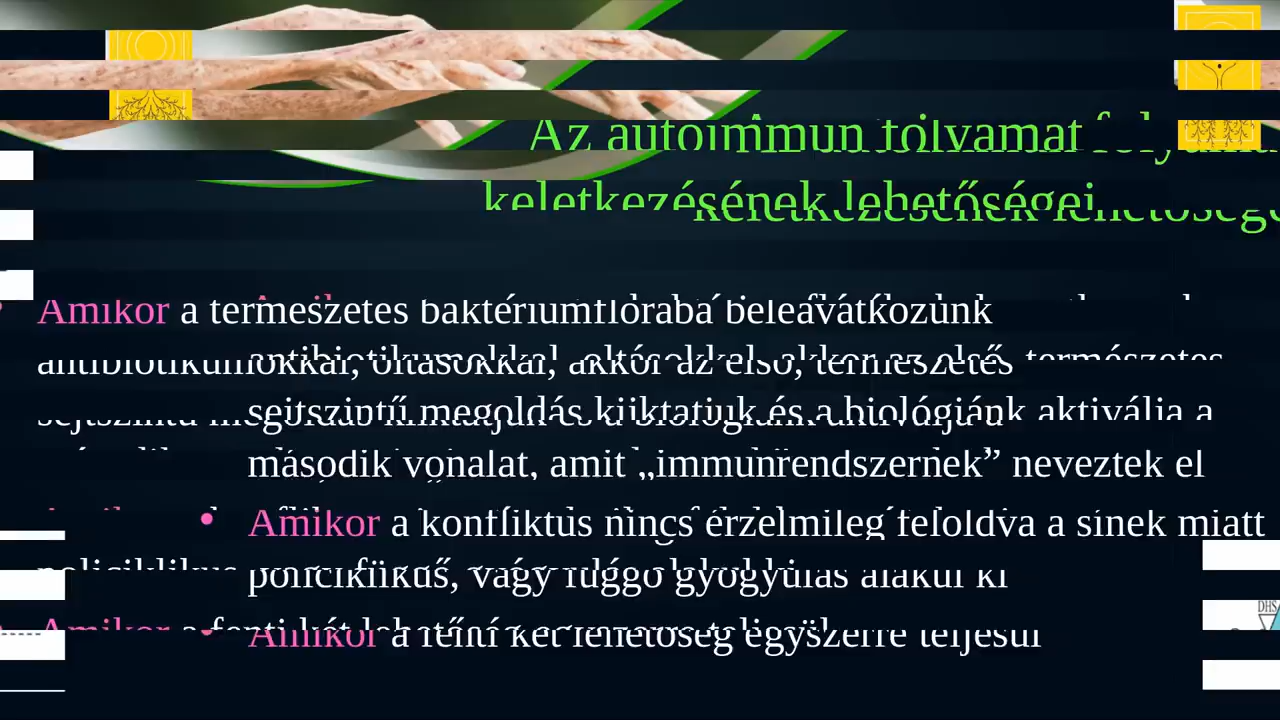 Az autoimmun folyamat
keletkezésének lehetőségei
Amikor a természetes baktériumflórába beleavatkozunk
antibiotikumokkal, oltásokkal, akkor az első, természetes
sejtszintű megoldás kiiktatjuk és a biológiánk aktiválja a
második vonalat, amit „immunrendszernek” neveztek el
• Amikor a konfliktus nincs érzelmileg feloldva a sínek miatt
policiklikus, vagy függő gyógyulás alakul ki
• Amikor a fenti két lehetőség egyszerre teljesül
DHS